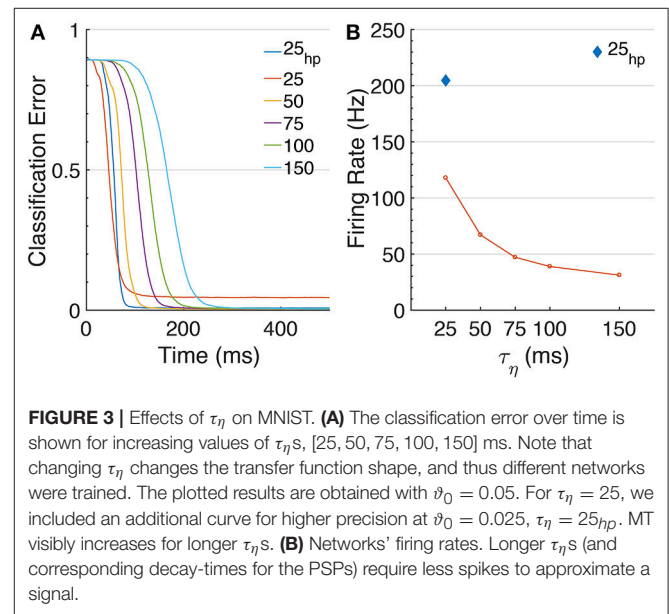 A
1
0.5
0
Classification Error
0
200
400
Time (ms)
25hp
25
50
75
100
150
B
250
200
150
100
50
0
Firing Rate (Hz)
25hp
25
50
75
100
150
τη (ms)
FIGURE 3 | Effects of τη on MNIST. (A) The classification error over time is
shown for increasing values of τηs, [25, 50, 75, 100, 150] ms. Note that
changing τη changes the transfer function shape, and thus different networks
were trained. The plotted results are obtained with ϑ0 = 0.05. For τη = 25, we
included an additional curve for higher precision at ϑ0 = 0.025, τη = 25hp. MT
visibly increases for longer τηs. (B) Networks' firing rates. Longer τηs (and
corresponding decay-times for the PSPs) require less spikes to approximate a
signal.